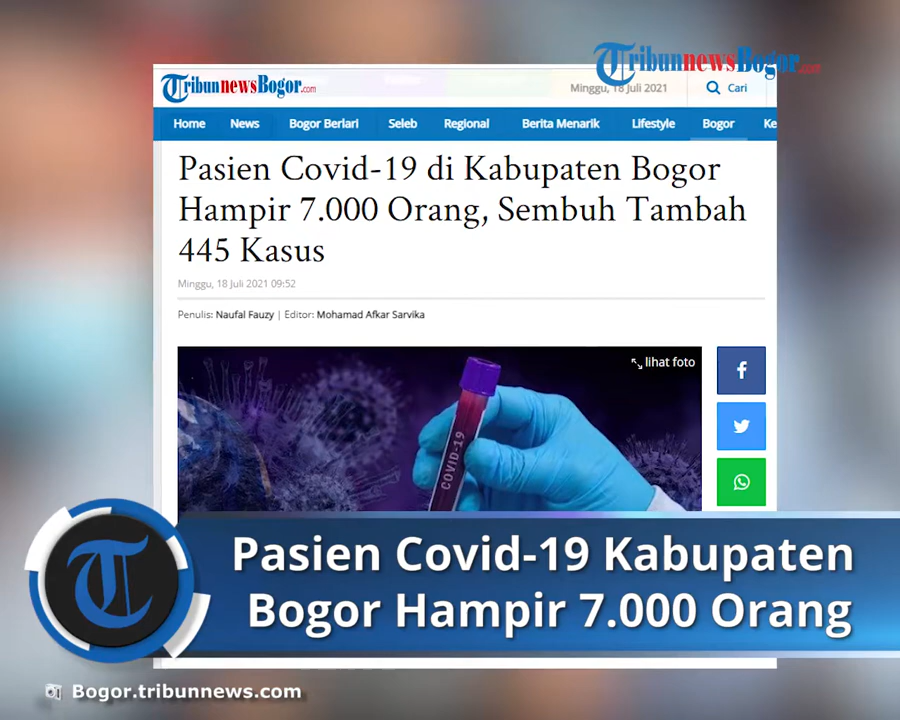 TribunnewsBogor.com
TribunnewsBogor.com
Minggu, 18 Juli 2021
Cari
Home News Bogor Berlari Seleb Regional Berita Menarik Lifestyle Bogor Ke
Pasien Covid-19 di Kabupaten Bogor
Hampir 7.000 Orang, Sembuh Tambah
445 Kasus
Minggu, 18 Juli 2021 09:52
Penulis: Naufal Fauzy | Editor: Mohamad Afkar Sarvika
lihat foto
COVID-19
Pasien Covid-19 Kabupaten
Bogor Hampir 7.000 Orang
Bogor.tribunnews.com